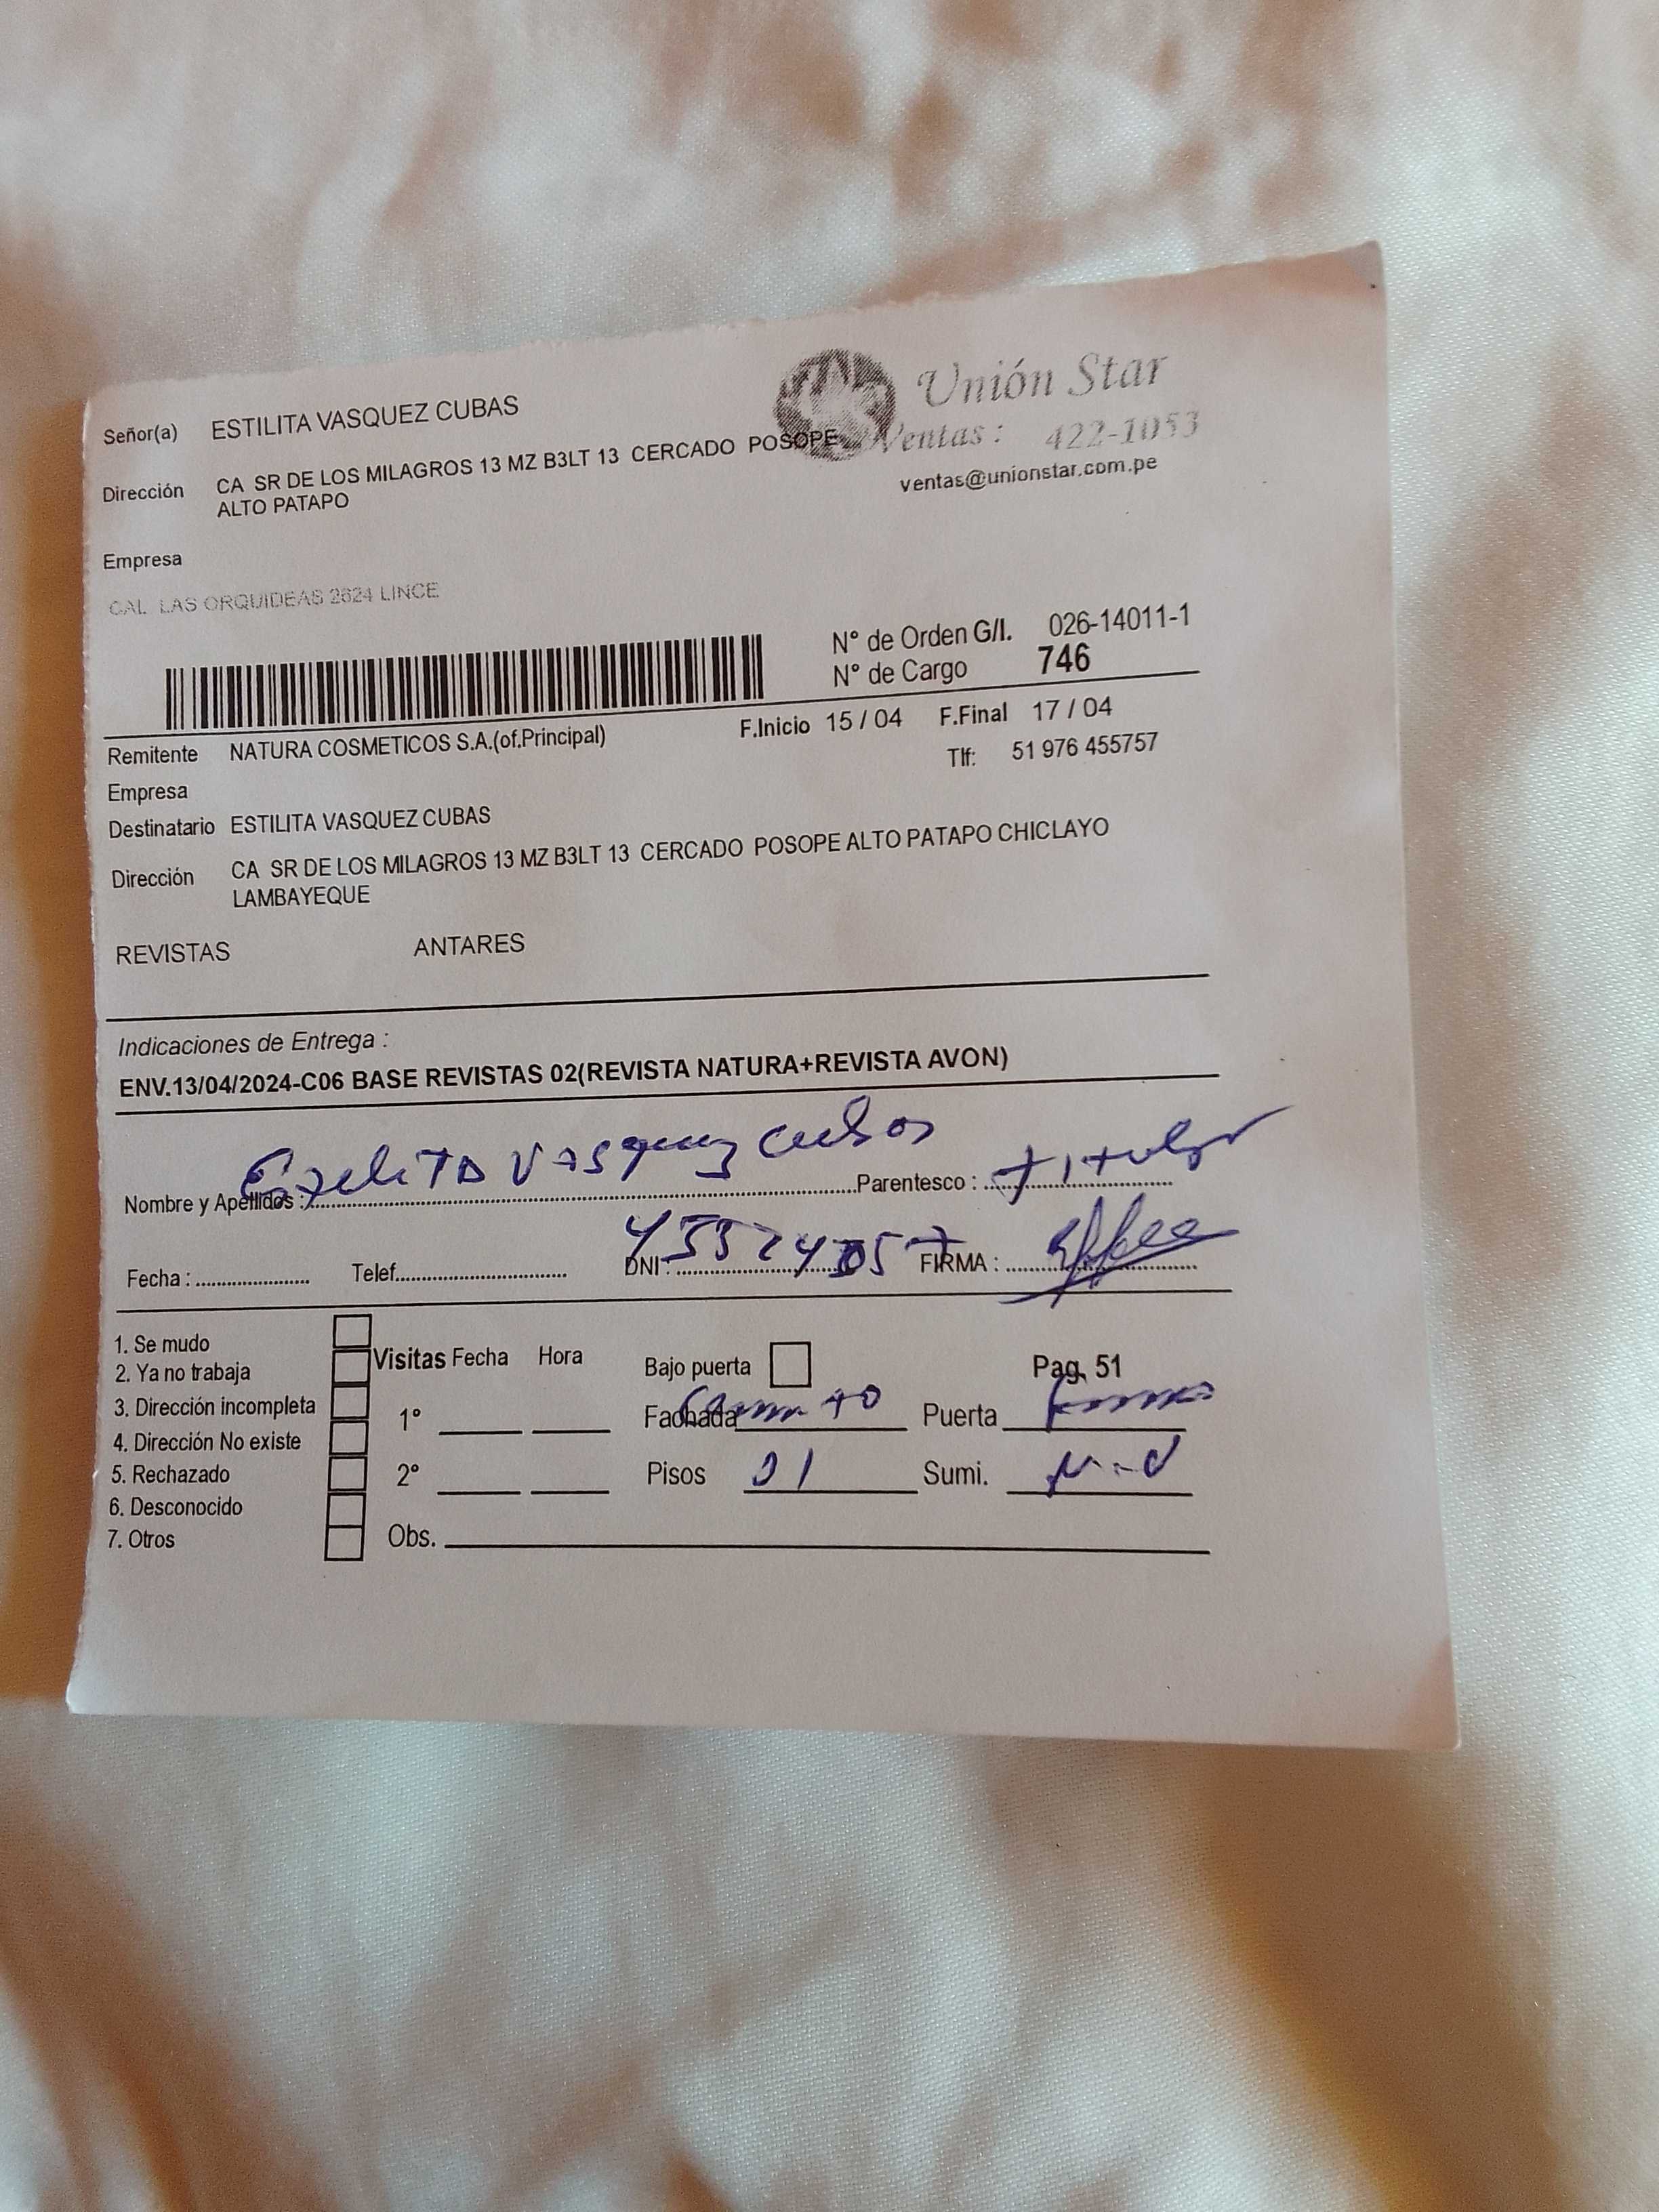 Unión Star
Señor(a) ESTILITA VASQUEZ CUBAS
Ventas: 422-1053
Dirección CA SR DE LOS MILAGROS 13 MZ B3LT 13 CERCADO POSOPE
ALTO PATAPO
ventas@unionstar.com.pe
Empresa
CAL LAS ORQUIDEAS 2624 LINCE
N° de Orden G/I. 026-14011-1
N° de Cargo 746
F.Inicio 15 / 04 F.Final 17 / 04
Remitente NATURA COSMETICOS S.A.(of.Principal)
Tlf: 51 976 455757
Empresa
Destinatario ESTILITA VASQUEZ CUBAS
Dirección CA SR DE LOS MILAGROS 13 MZ B3LT 13 CERCADO POSOPE ALTO PATAPO CHICLAYO
LAMBAYEQUE
REVISTAS ANTARES
Indicaciones de Entrega :
ENV.13/04/2024-C06 BASE REVISTAS 02(REVISTA NATURA+REVISTA AVON)
Nombre y Apellidos : Estelita Vasquez Cubas Parentesco : titular
Fecha : Telef. DNI : FIRMA :
1. Se mudo
2. Ya no trabaja
3. Dirección incompleta
4. Dirección No existe
5. Rechazado
6. Desconocido
7. Otros
Visitas Fecha Hora
1°
2°
Obs.
Bajo puerta Pag. 51
Fachada Puerta
Pisos 01 Sumi.